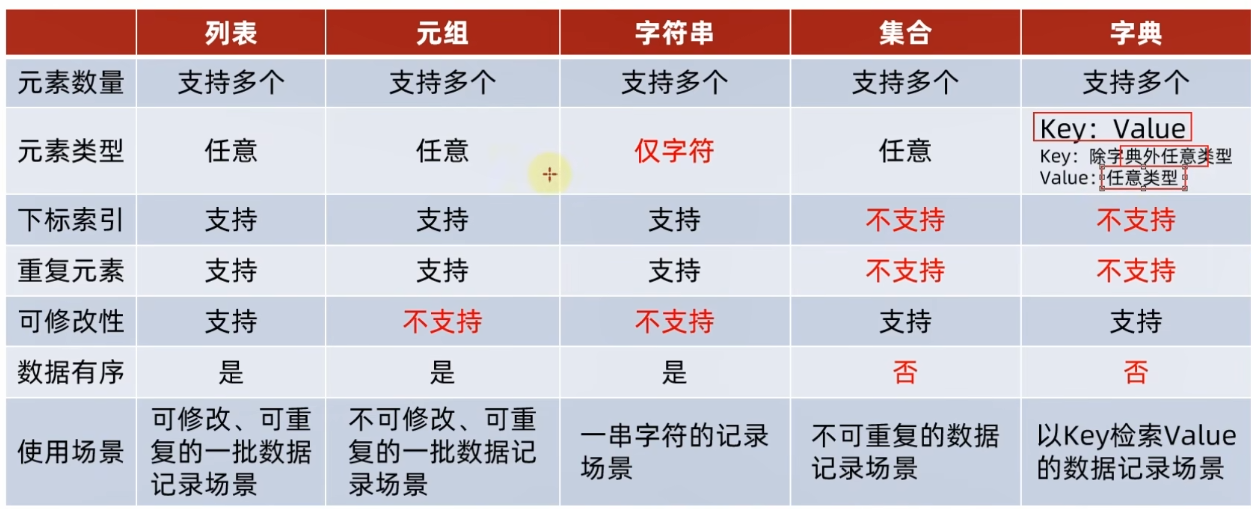 列表 元组 字符串 集合 字典
元素数量 支持多个 支持多个 支持多个 支持多个 支持多个
元素类型 任意 任意 仅字符 任意 Key：Value
Key：除字典外任意类型
Value：任意类型
下标索引 支持 支持 支持 不支持 不支持
重复元素 支持 支持 支持 不支持 不支持
可修改性 支持 不支持 不支持 支持 支持
数据有序 是 是 是 否 否
使用场景
可修改、可重
复的一批数据
记录场景
不可修改、可重
复的一批数据记
录场景
一串字符的记录
场景
不可重复的数据
记录场景
以Key检索Value
的数据记录场景